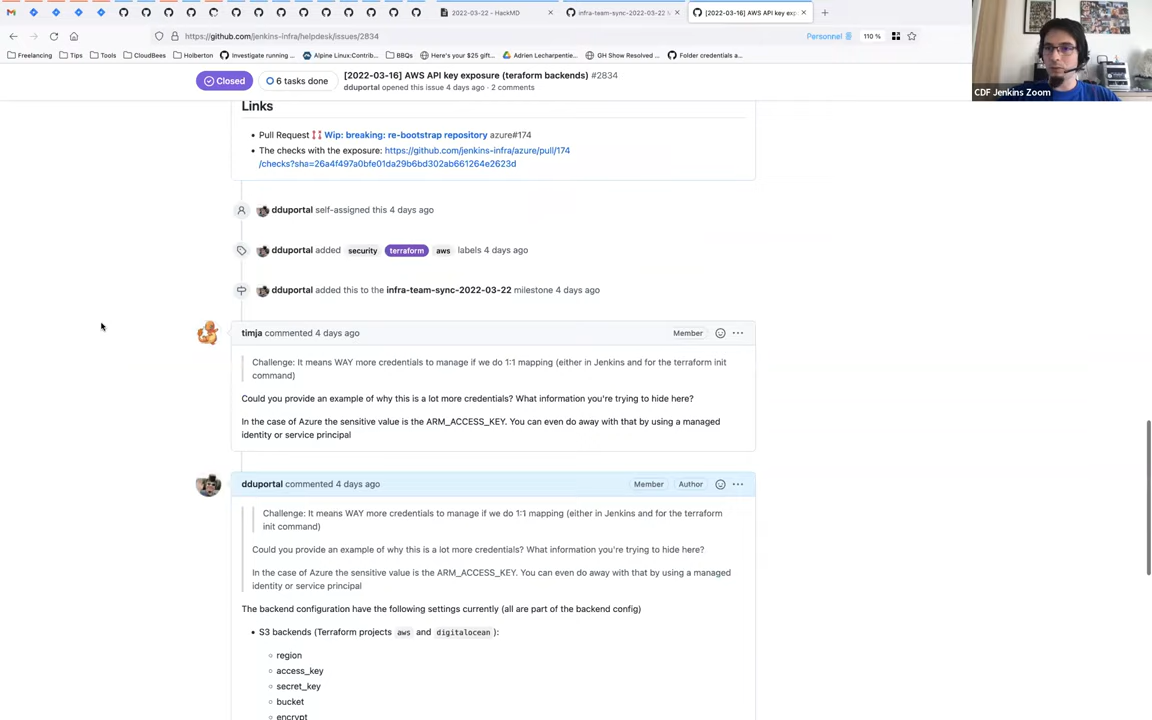 2022-03-22 - HackMD
infra-team-sync-2022-03-22
[2022-03-16] AWS API key exp
https://github.com/jenkins-infra/helpdesk/issues/2834
Personnel
110 %
Freelancing
Tips
Tools
CloudBees
Holberton
Investigate running
Alpine Linux:Contrib...
BBQs
Here's your $25 gift...
Adrien Lecharpentie...
GH Show Resolved ...
Folder credentials a...
CDF Jenkins Zoom
Closed
6 tasks done
[2022-03-16] AWS API key exposure (teraform backends) #2834
dduportal opened this issue 4 days ago · 2 comments
Links
Pull Request Wip: breaking: re-bootstrap repository azure#174
The checks with the exposure: https://github.com/jenkins-infra/azure/pull/174
/checks?sha=26a4f497a0bfe01da29b6bd302ab661264e2623d
dduportal self-assigned this 4 days ago
dduportal added security terraform aws labels 4 days ago
dduportal added this to the infra-team-sync-2022-03-22 milestone 4 days ago
timja commented 4 days ago
Member
Challenge: It means WAY more credentials to manage if we do 1:1 mapping (either in Jenkins and for the terraform init
command)
Could you provide an example of why this is a lot more credentials? What information you're trying to hide here?
In the case of Azure the sensitive value is the ARM_ACCESS_KEY. You can even do away with that by using a managed
identity or service principal
dduportal commented 4 days ago
Member
Author
Challenge: It means WAY more credentials to manage if we do 1:1 mapping (either in Jenkins and for the terraform
init command)
Could you provide an example of why this is a lot more credentials? What information you're trying to hide here?
In the case of Azure the sensitive value is the ARM_ACCESS_KEY. You can even do away with that by using a managed
identity or service principal
The backend configuration have the following settings currently (all are part of the backend config)
S3 backends (Terraform projects aws and digitalocean ):
region
access_key
secret_key
bucket
encrypt